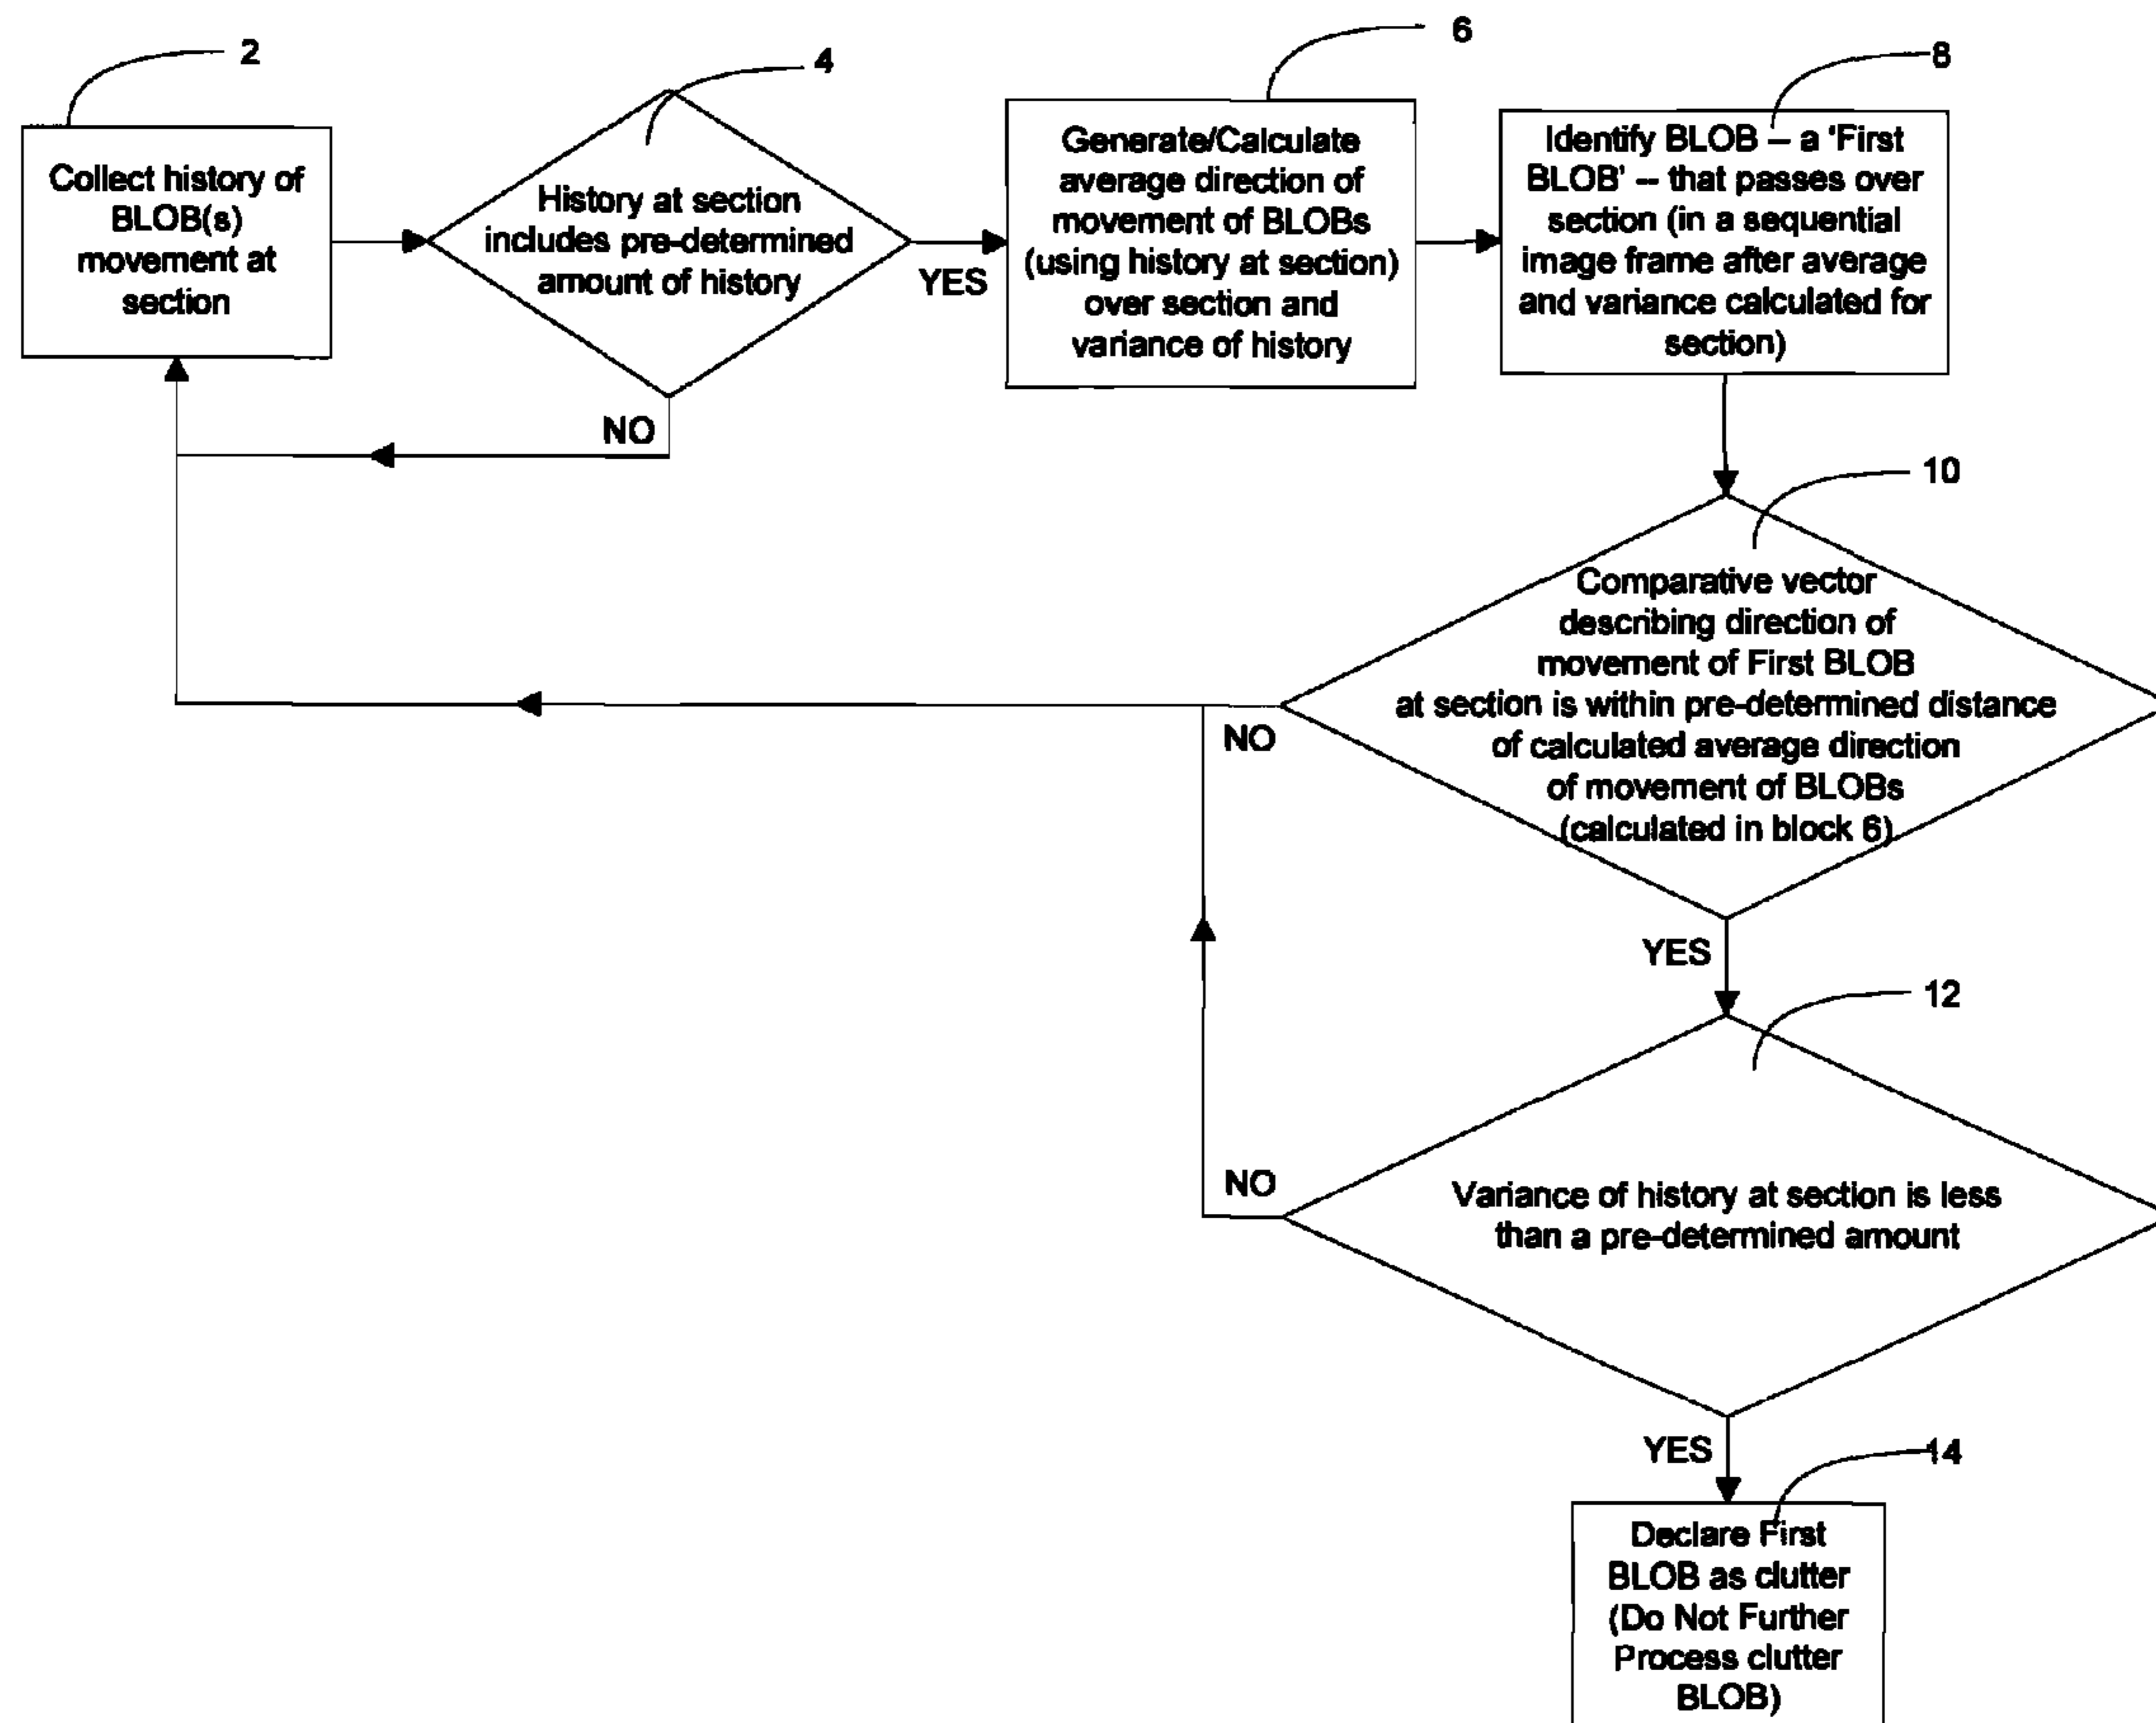 2
Collect history of
BLOB(s)
movement at
section
4
History at section
includes pre-determined
amount of history
YES
NO
6
Generate/Calculate
average direction of
movement of BLOBs
(using history at section)
over section and
variance of history
8
Identify BLOB – a 'First
BLOB' – that passes over
section (in a sequential
image frame after average
and variance calculated for
section)
10
Comparative vector
describing direction of
movement of First BLOB
at section is within pre-determined distance
of calculated average direction
of movement of BLOBs
(calculated in block 6)
NO
YES
12
Variance of history at section is less
than a pre-determined amount
NO
YES
14
Declare First
BLOB as clutter
(Do Not Further
Process clutter
BLOB)